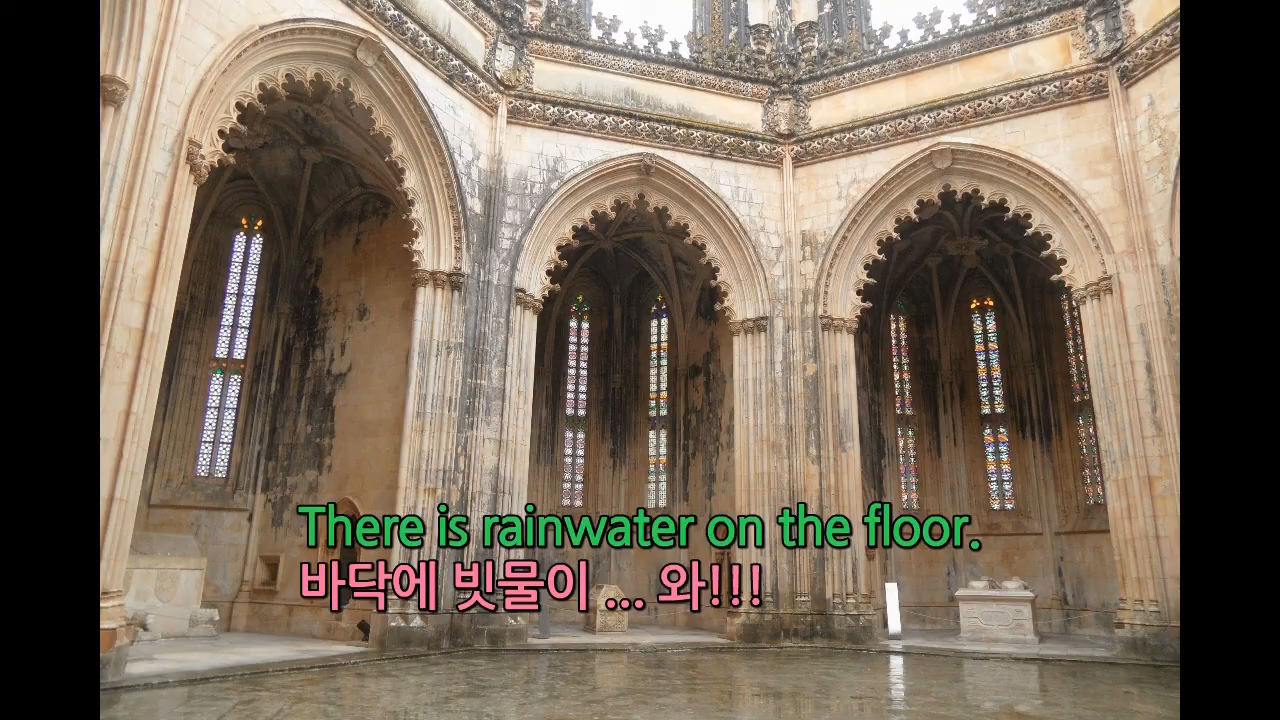 There is rainwater on the floor.
바닥에 빗물이 ... 와!!!